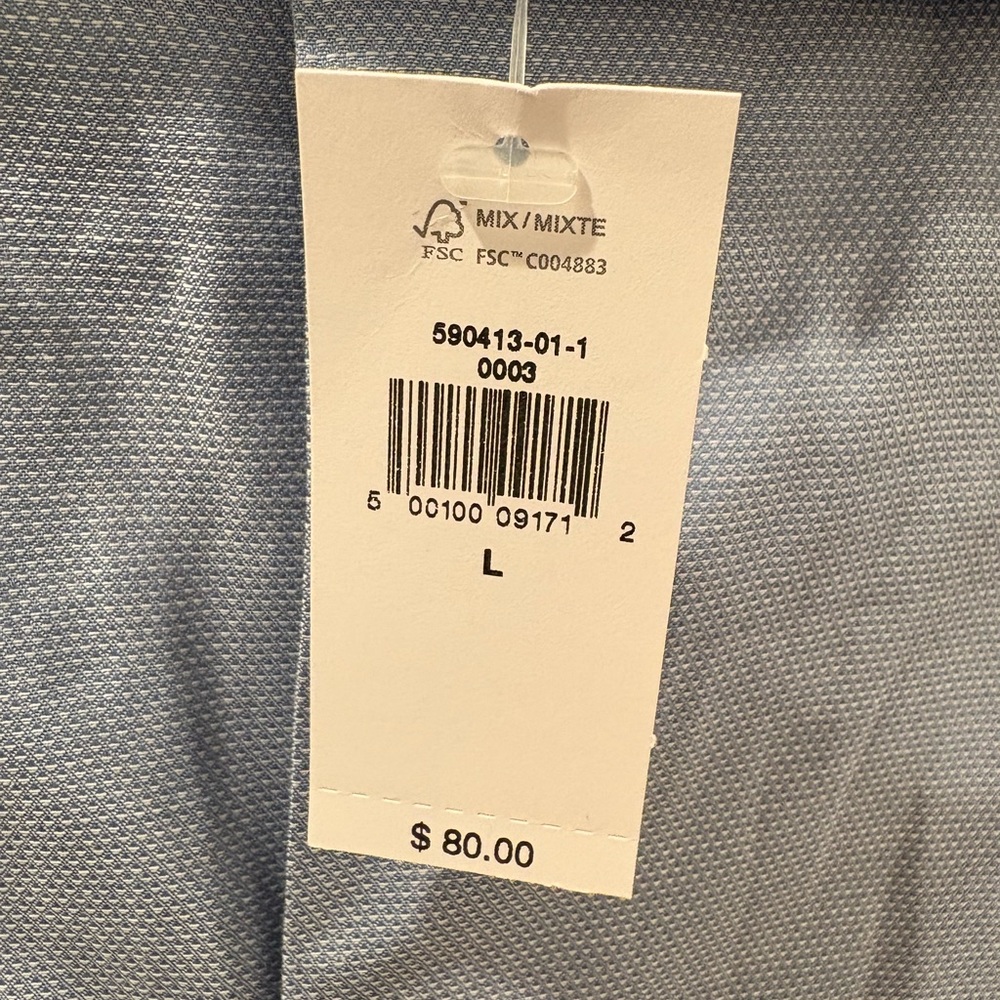 MIX / MIXTE
FSC FSC™ C004883
590413-01-1
0003
5 00100 09171 2
L
$ 80.00